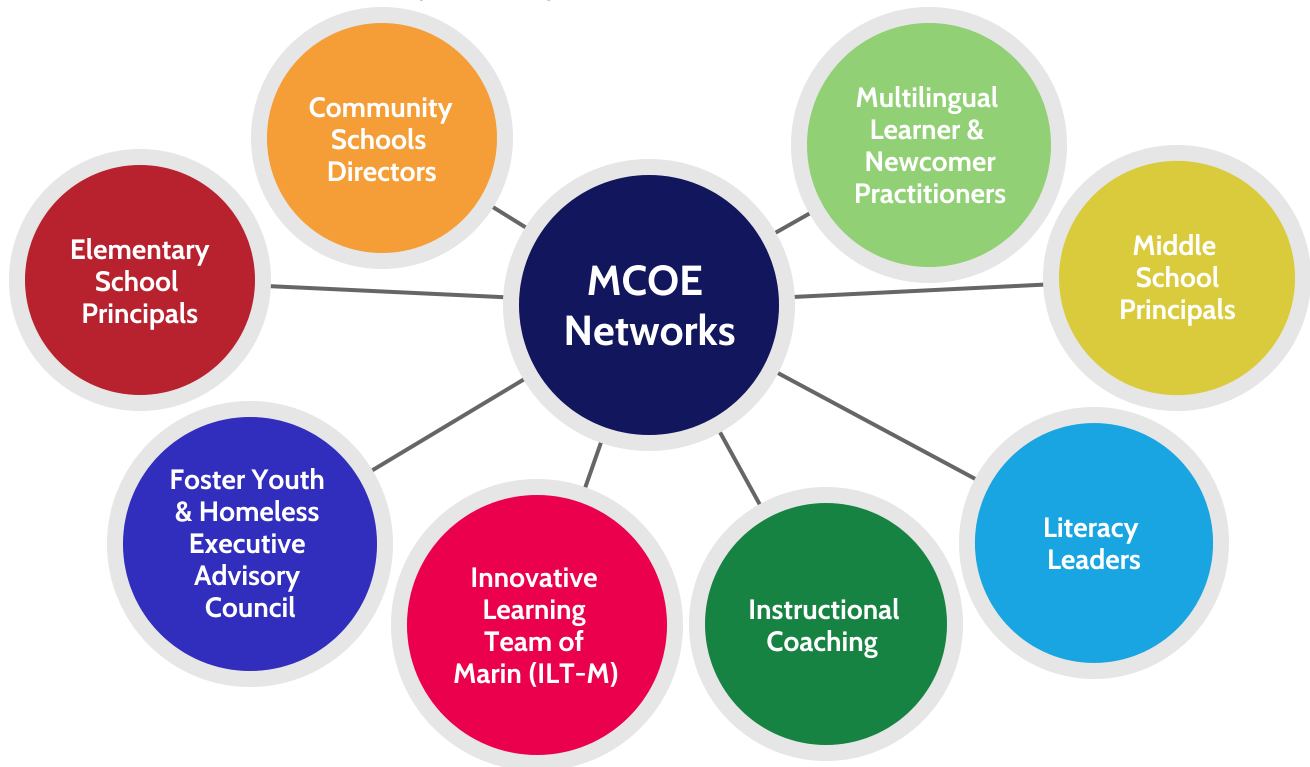 Community
Schools
Directors
Multilingual
Learner &
Newcomer
Practitioners
Elementary
School
Principals
MCOE
Networks
Middle
School
Principals
Foster Youth
& Homeless
Executive
Advisory
Council
Innovative
Learning
Team of
Marin (ILT-M)
Instructional
Coaching
Literacy
Leaders